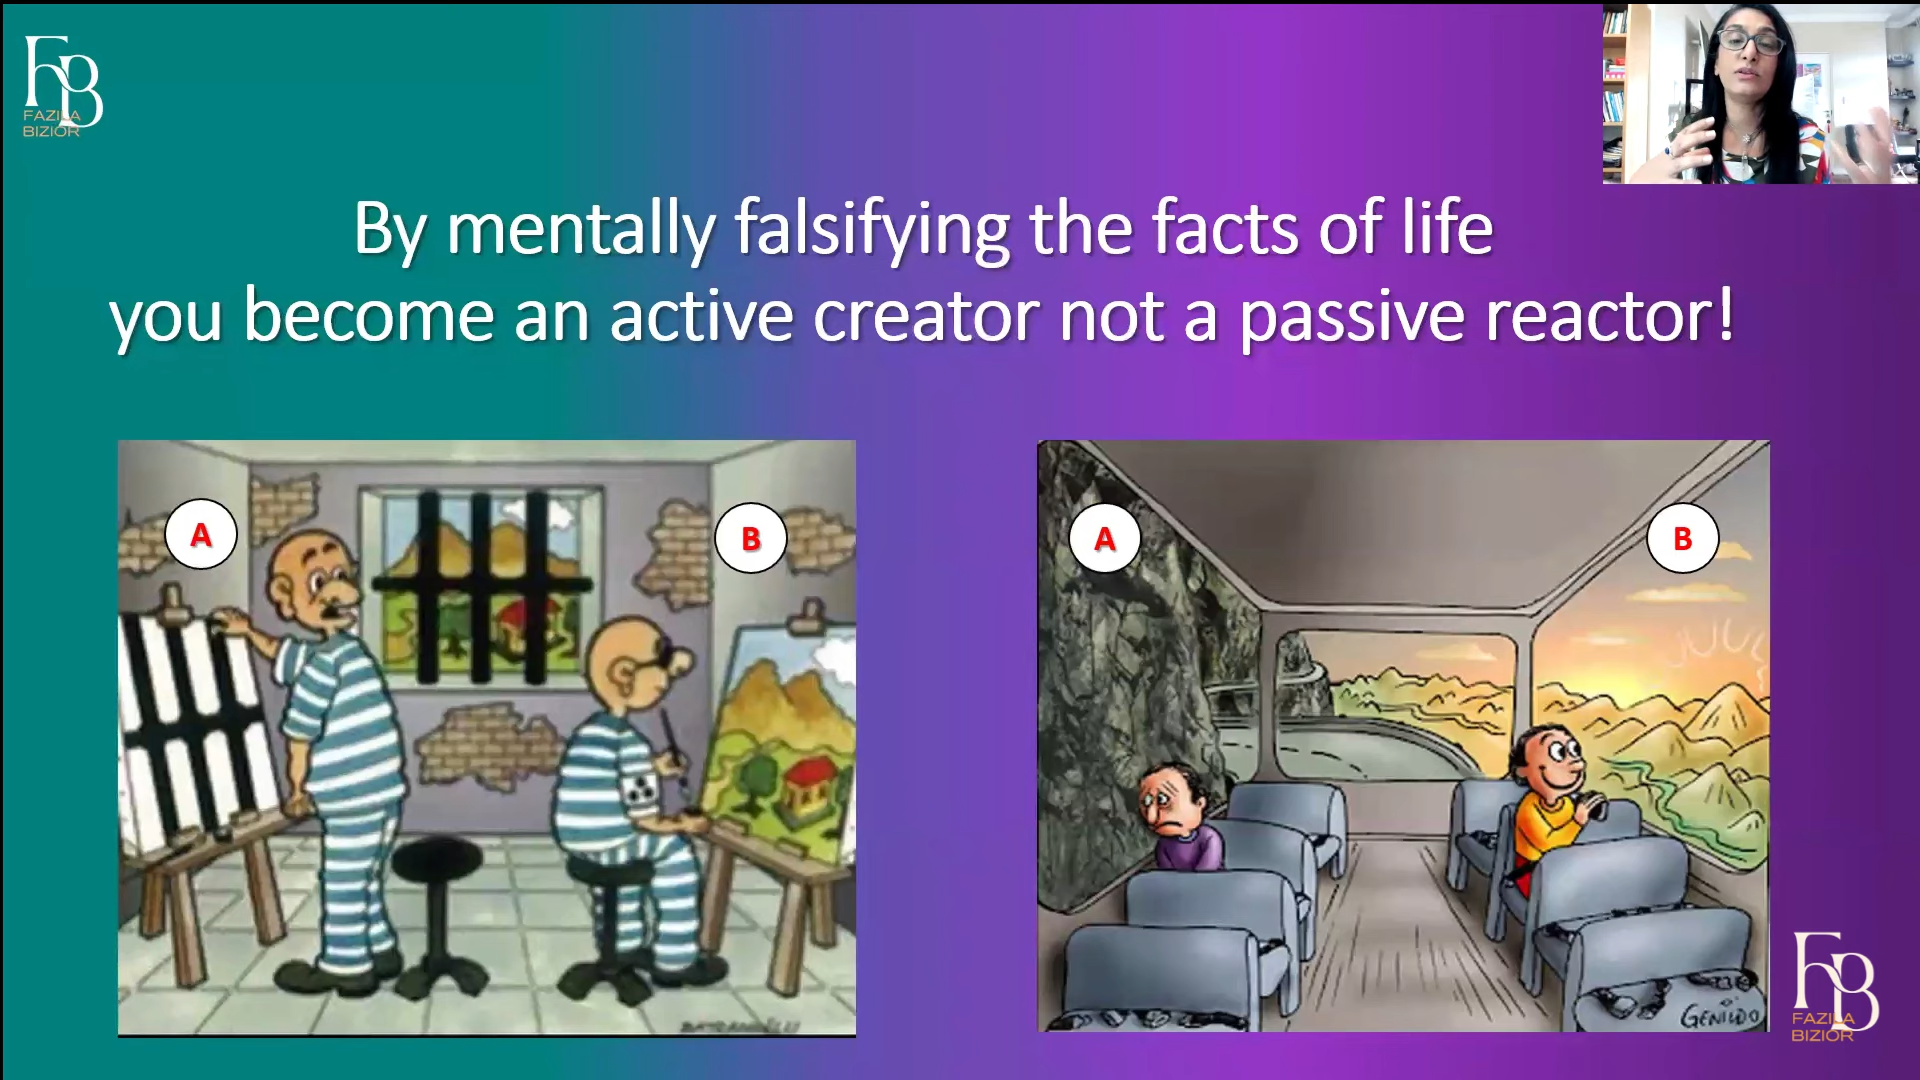 FB
FAZILA
BIZIOR
By mentally falsifying the facts of life
you become an active creator not a passive reactor!
A
B
A
B
GENILDO
FB
FAZILA
BIZIOR